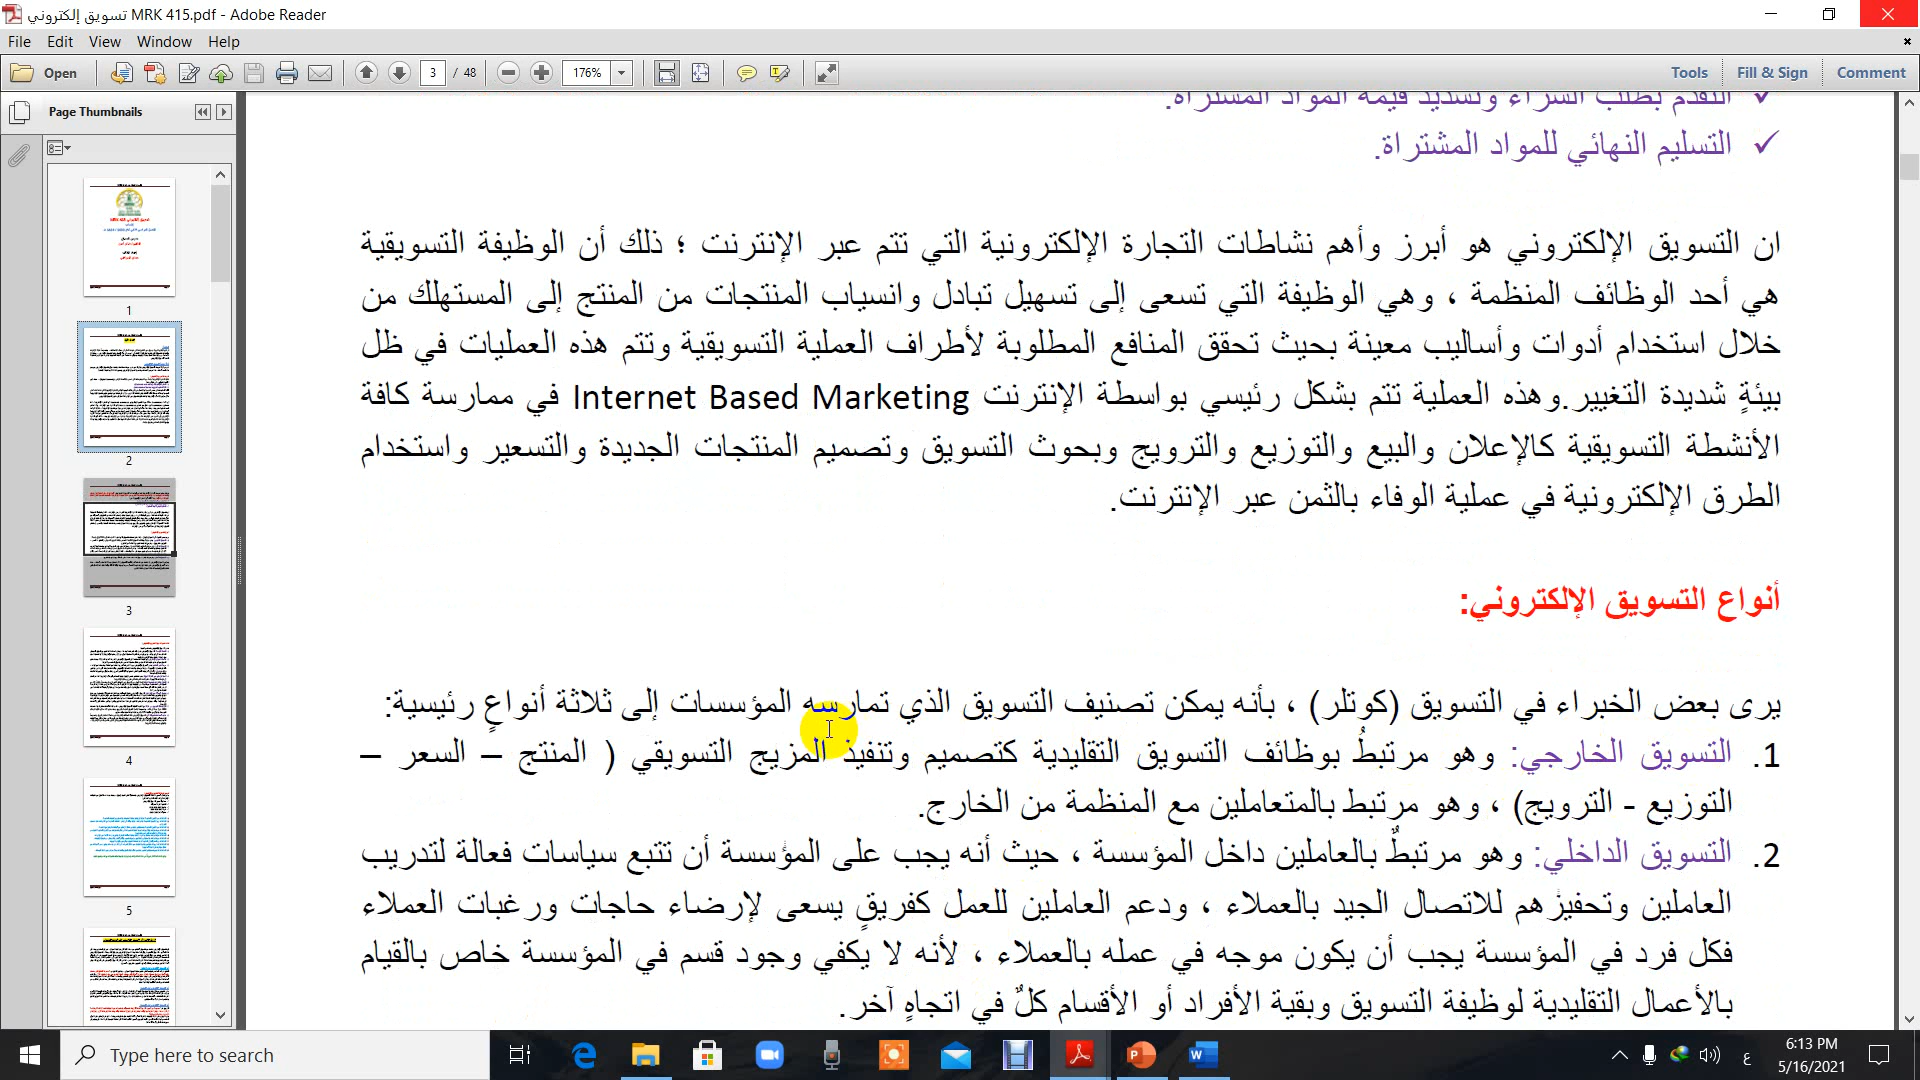 تسويق إلكتروني MRK 415.pdf - Adobe Reader
File Edit View Window Help
Open 3 / 48 176% Tools Fill & Sign Comment
Page Thumbnails
1
2
3
4
5
التقدم بطلب الشراء وتسديد قيمة المواد المشتراة.
✓ التسليم النهائي للمواد المشتراة.
ان التسويق الإلكتروني هو أبرز وأهم نشاطات التجارة الإلكترونية التي تتم عبر الإنترنت ؛ ذلك أن الوظيفة التسويقية
هي أحد الوظائف المنظمة ، وهي الوظيفة التي تسعى إلى تسهيل تبادل وانسياب المنتجات من المنتج إلى المستهلك من
خلال استخدام أدوات وأساليب معينة بحيث تحقق المنافع المطلوبة لأطراف العملية التسويقية وتتم هذه العمليات في ظل
بيئةٍ شديدة التغيير.وهذه العملية تتم بشكل رئيسي بواسطة الإنترنت Internet Based Marketing في ممارسة كافة
الأنشطة التسويقية كالإعلان والبيع والتوزيع والترويج وبحوث التسويق وتصميم المنتجات الجديدة والتسعير واستخدام
الطرق الإلكترونية في عملية الوفاء بالثمن عبر الإنترنت.
أنواع التسويق الإلكتروني:
يرى بعض الخبراء في التسويق (كوتلر) ، بأنه يمكن تصنيف التسويق الذي تمارسه المؤسسات إلى ثلاثة أنواعٍ رئيسية:
1. التسويق الخارجي: وهو مرتبطُ بوظائف التسويق التقليدية كتصميم وتنفيذ المزيج التسويقي ( المنتج – السعر –
التوزيع - الترويج) ، وهو مرتبط بالمتعاملين مع المنظمة من الخارج.
2. التسويق الداخلي: وهو مرتبطٌ بالعاملين داخل المؤسسة ، حيث أنه يجب على المؤسسة أن تتبع سياسات فعالة لتدريب
العاملين وتحفيزهم للاتصال الجيد بالعملاء ، ودعم العاملين للعمل كفريقٍ يسعى لإرضاء حاجات ورغبات العملاء
فكل فرد في المؤسسة يجب أن يكون موجه في عمله بالعملاء ، لأنه لا يكفي وجود قسم في المؤسسة خاص بالقيام
بالأعمال التقليدية لوظيفة التسويق وبقية الأفراد أو الأقسام كلٌ في اتجاهٍ آخر.
Type here to search
ع
6:13 PM
5/16/2021